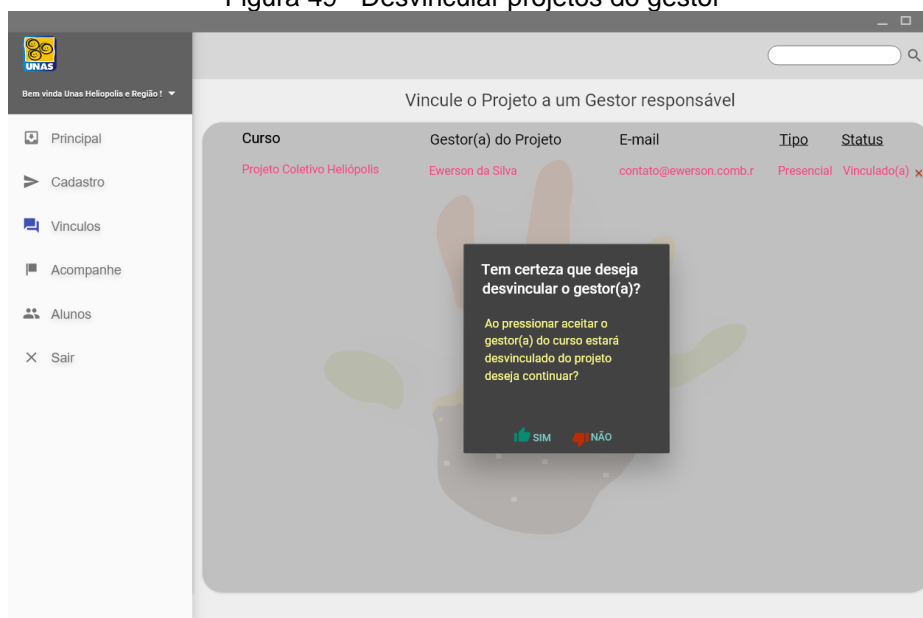 Figura 49 - Desvincular projetos do gestor
UNAS
Bem vinda Unas Heliopolis e Região !
Vincule o Projeto a um Gestor responsável
Principal
Cadastro
Vinculos
Acompanhe
Alunos
Sair
Curso Gestor(a) do Projeto E-mail Tipo Status
Projeto Coletivo Heliópolis Ewerson da Silva contato@ewerson.comb.r Presencial Vinculado(a)
Tem certeza que deseja
desvincular o gestor(a)?
Ao pressionar aceitar o
gestor(a) do curso estará
desvinculado do projeto
deseja continuar?
SIM NÃO